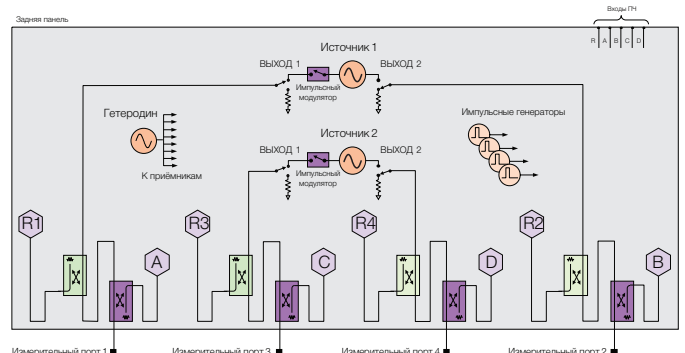 Входы ПЧ
Задняя панель
R A B C D
Источник 1
ВЫХОД 1 ВЫХОД 2
Импульсный
модулятор
Гетеродин
К приёмникам
Импульсные генераторы
Источник 2
ВЫХОД 1 ВЫХОД 2
Импульсный
модулятор
R1 R3 R4 R2
A C D B
Измерительный порт 1 Измерительный порт 3 Измерительный порт 4 Измерительный порт 2